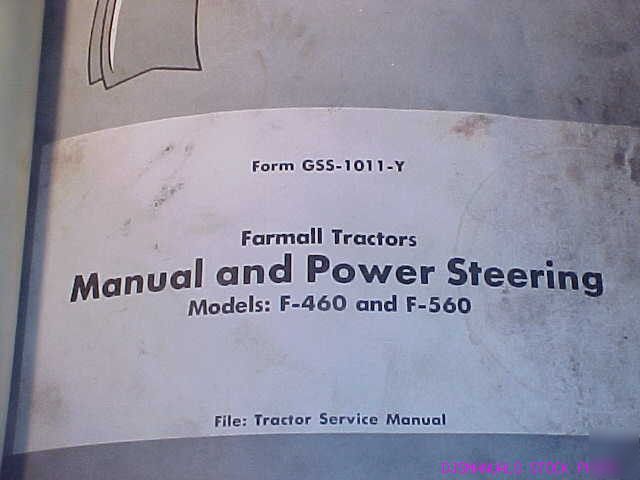 Form GSS-1011-Y
Farmall Tractors
Manual and Power Steering
Models: F-460 and F-560
File: Tractor Service Manual